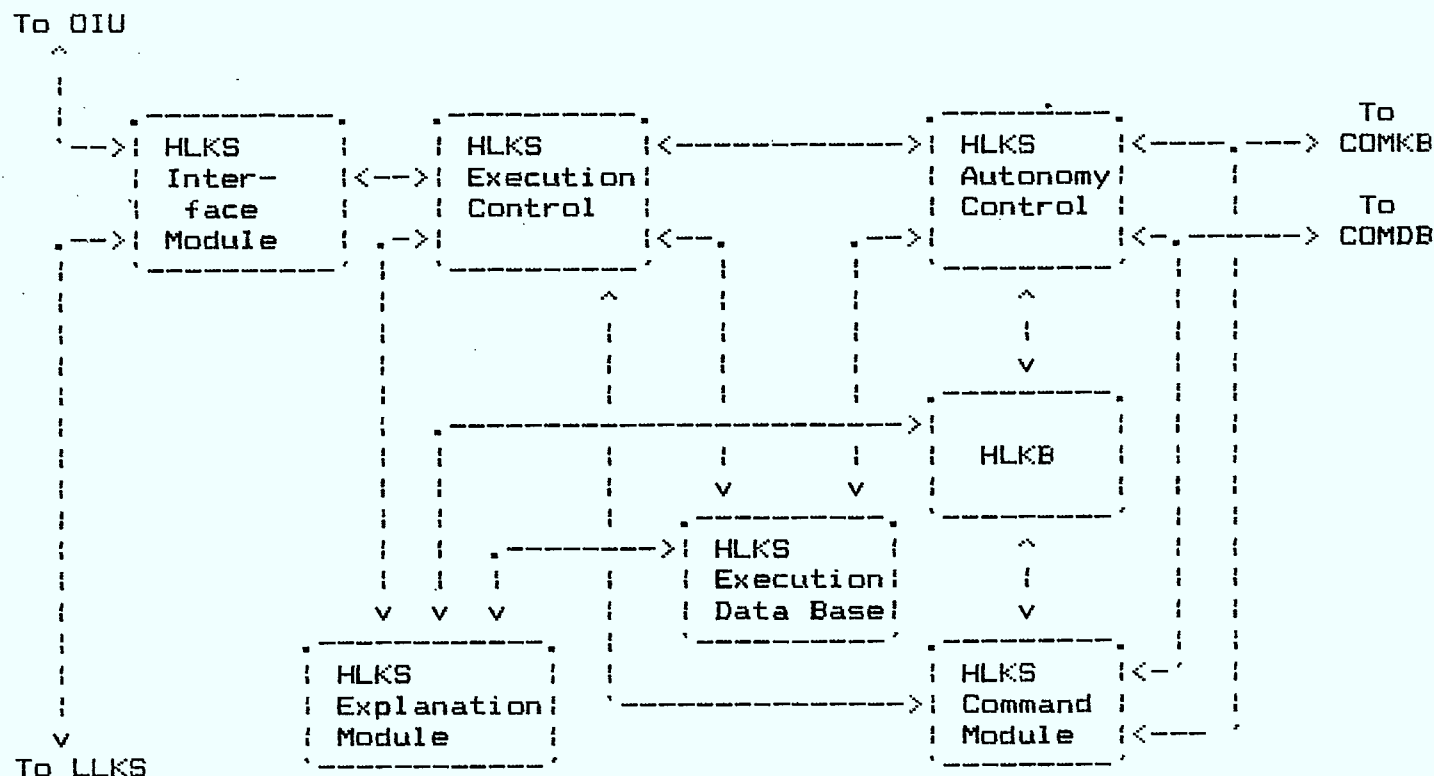 To OIU
HLKS
Inter-
face
Module
HLKS
Execution
Control
HLKS
Autonomy
Control
To
COMKB
To
COMDB
HLKB
HLKS
Execution
Data Base
HLKS
Explanation
Module
HLKS
Command
Module
To LLKS